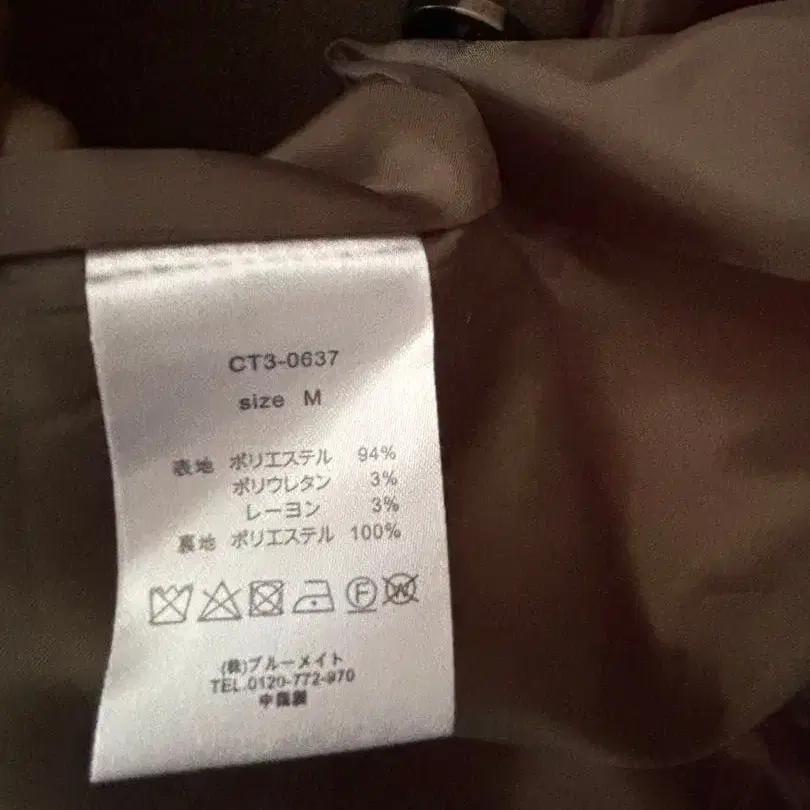 CT3-0637
size M
表地 ポリエステル 94%
ポリウレタン 3%
レーヨン 3%
裏地 ポリエステル 100%
F W
(株)ブルーメイト
TEL.0120-772-970
中国製